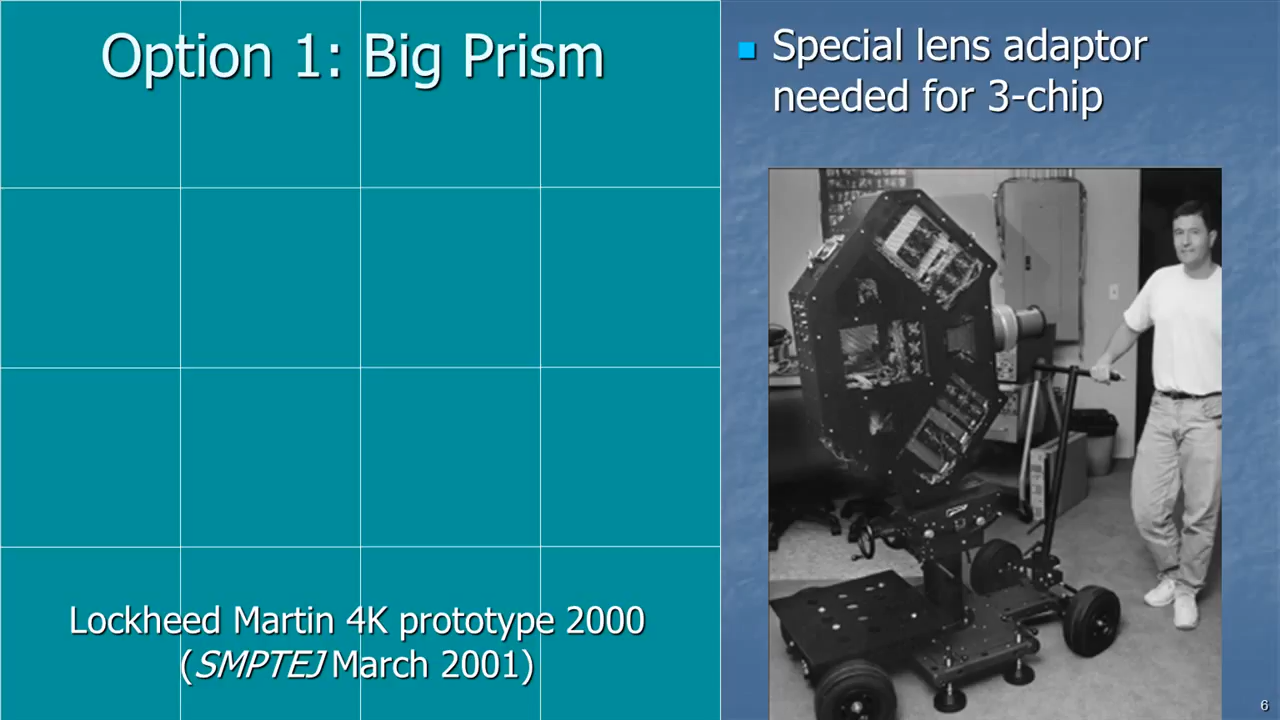 Option 1: Big Prism
Lockheed Martin 4K prototype 2000
(SMPTEJ March 2001)
■ Special lens adaptor
needed for 3-chip
6